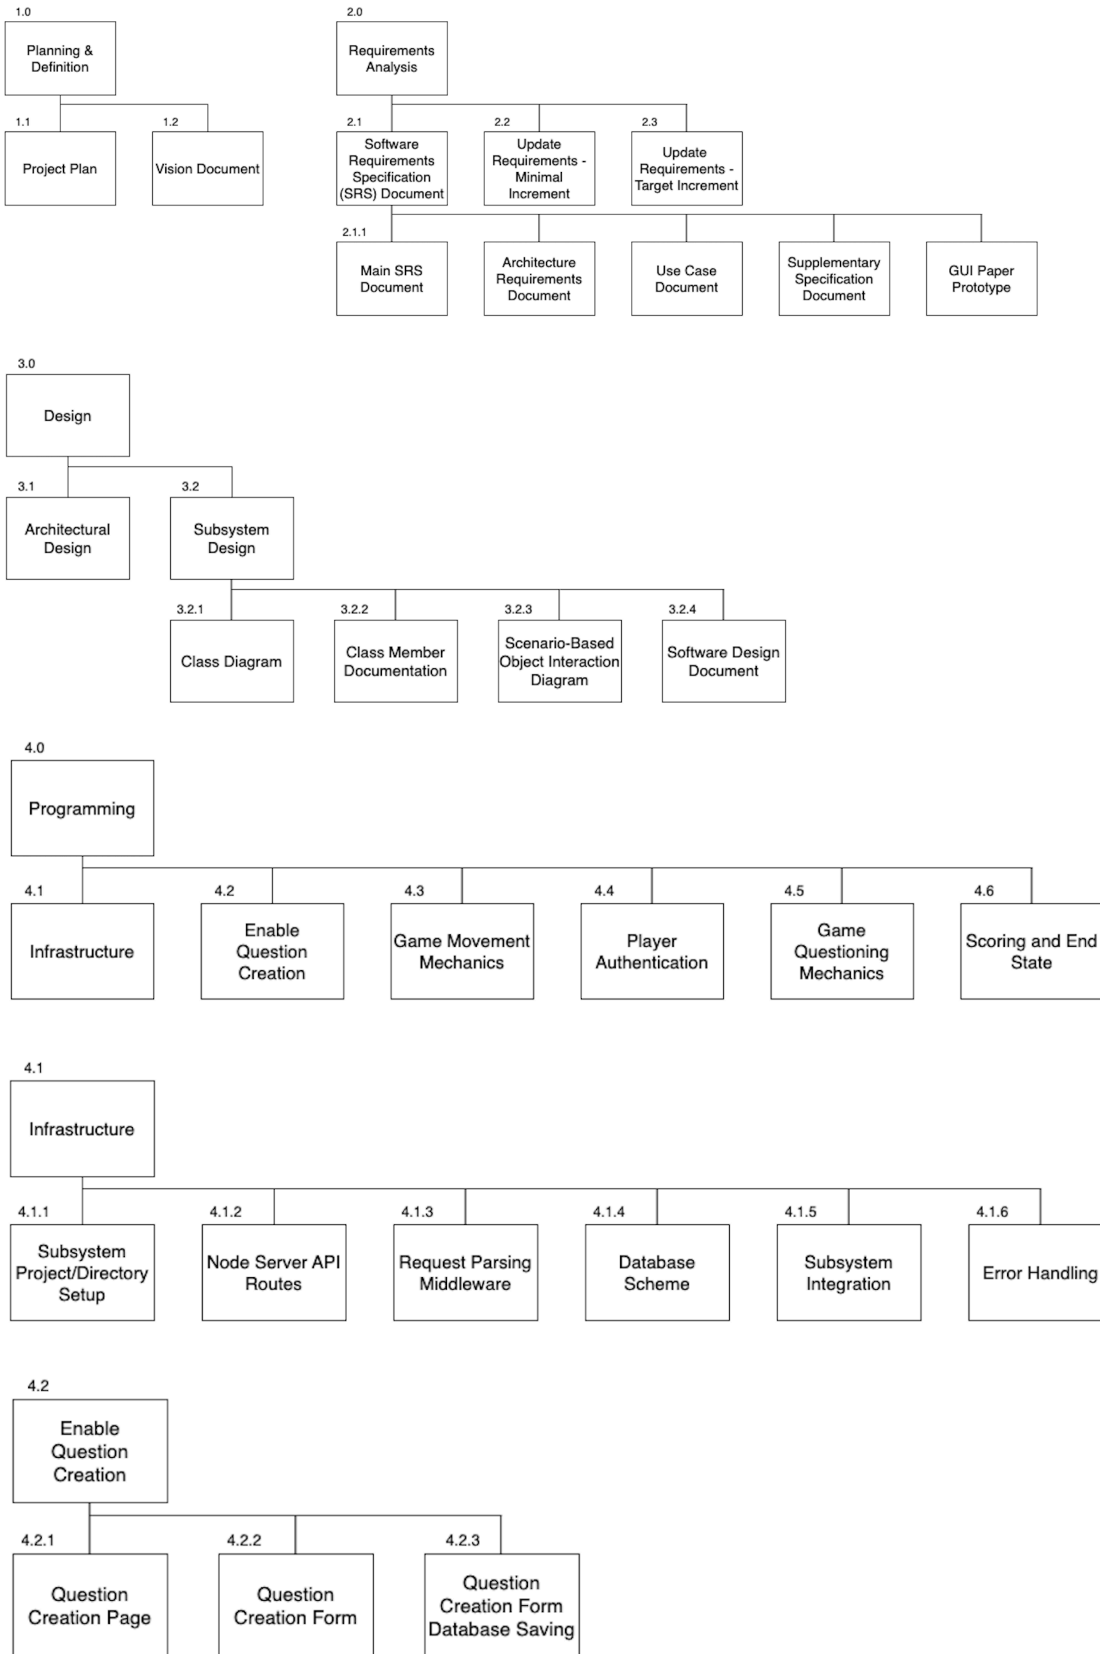 1.0
2.0
Planning &
Definition
Requirements
Analysis
1.1
1.2
2.1
2.2
2.3
Project Plan
Vision Document
Software
Requirements
Specification
(SRS) Document
Update
Requirements -
Minimal
Increment
Update
Requirements -
Target Increment
2.1.1
Main SRS
Document
Architecture
Requirements
Document
Use Case
Document
Supplementary
Specification
Document
GUI Paper
Prototype
3.0
Design
3.1
3.2
Architectural
Design
Subsystem
Design
3.2.1
3.2.2
3.2.3
3.2.4
Class Diagram
Class Member
Documentation
Scenario-Based
Object Interaction
Diagram
Software Design
Document
4.0
Programming
4.1
4.2
4.3
4.4
4.5
4.6
Infrastructure
Enable
Question
Creation
Game Movement
Mechanics
Player
Authentication
Game
Questioning
Mechanics
Scoring and End
State
4.1
Infrastructure
4.1.1
4.1.2
4.1.3
4.1.4
4.1.5
4.1.6
Subsystem
Project/Directory
Setup
Node Server API
Routes
Request Parsing
Middleware
Database
Scheme
Subsystem
Integration
Error Handling
4.2
Enable
Question
Creation
4.2.1
4.2.2
4.2.3
Question
Creation Page
Question
Creation Form
Question
Creation Form
Database Saving